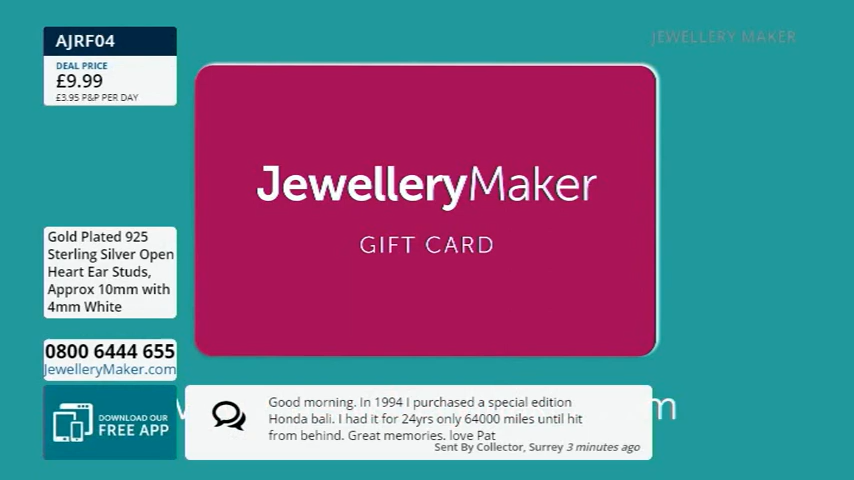 AJRF04
DEAL PRICE
£9.99
£3.95 P&P PER DAY
JEWELLERY MAKER
JewelleryMaker
GIFT CARD
Gold Plated 925
Sterling Silver Open
Heart Ear Studs,
Approx 10mm with
4mm White
0800 6444 655
JewelleryMaker.com
DOWNLOAD OUR
FREE APP
Good morning. In 1994 I purchased a special edition
Honda bali. I had it for 24yrs only 64000 miles until hit
from behind. Great memories. love Pat
Sent By Collector, Surrey 3 minutes ago